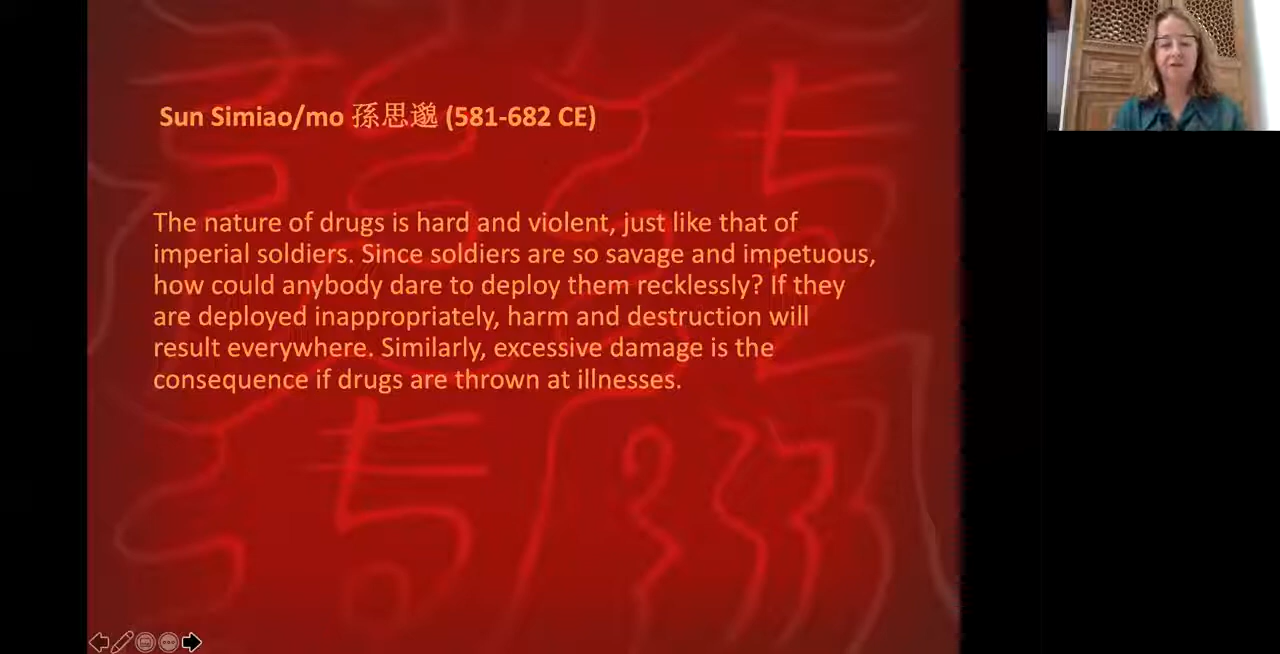 Sun Simiao/mo 孫思邈 (581-682 CE)
The nature of drugs is hard and violent, just like that of
imperial soldiers. Since soldiers are so savage and impetuous,
how could anybody dare to deploy them recklessly? If they
are deployed inappropriately, harm and destruction will
result everywhere. Similarly, excessive damage is the
consequence if drugs are thrown at illnesses.